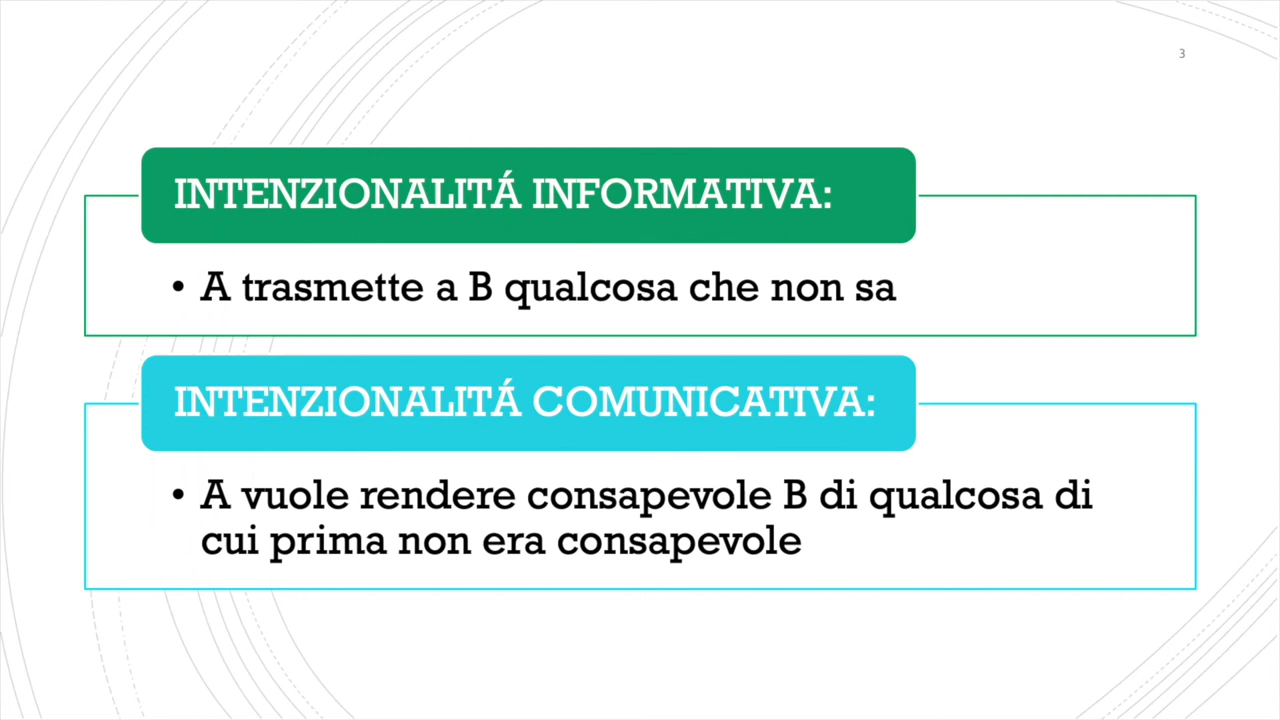 3
INTENZIONALITÁ INFORMATIVA:
• A trasmette a B qualcosa che non sa
INTENZIONALITÁ COMUNICATIVA:
• A vuole rendere consapevole B di qualcosa di
cui prima non era consapevole